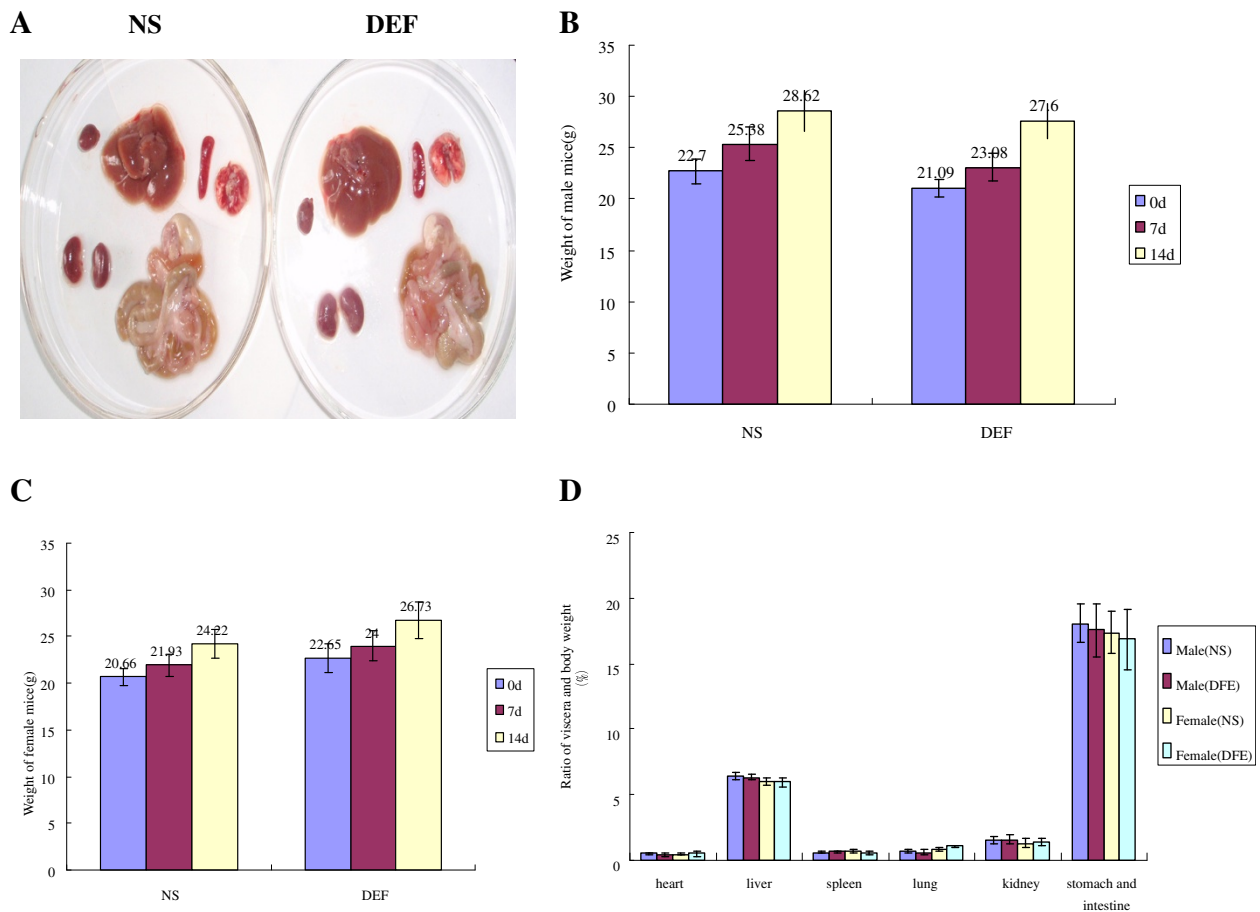 A NS DEF
B
35
30
25
20
15
10
5
0
Weight of male mice(g)
22.7
25.38
28.62
21.09
23.08
27.6
NS DEF
0d
7d
14d
C
35
30
25
20
15
10
5
0
Weight of female mice(g)
20.66
21.93
24.22
22.65
24
26.73
NS DEF
0d
7d
14d
D
25
20
15
10
5
0
Ratio of viscera and body weight
(%)
heart liver spleen lung kidney stomach and
intestine
Male(NS)
Male(DFE)
Female(NS)
Female(DFE)